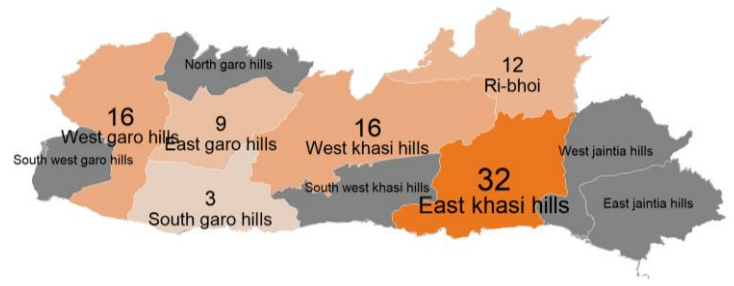 North garo hills
12
Ri-bhoi
16
West garo hills
9
East garo hills
16
West khasi hills
West jaintia hills
South west garo hills
South west khasi hills
32
East khasi hills
East jaintia hills
3
South garo hills